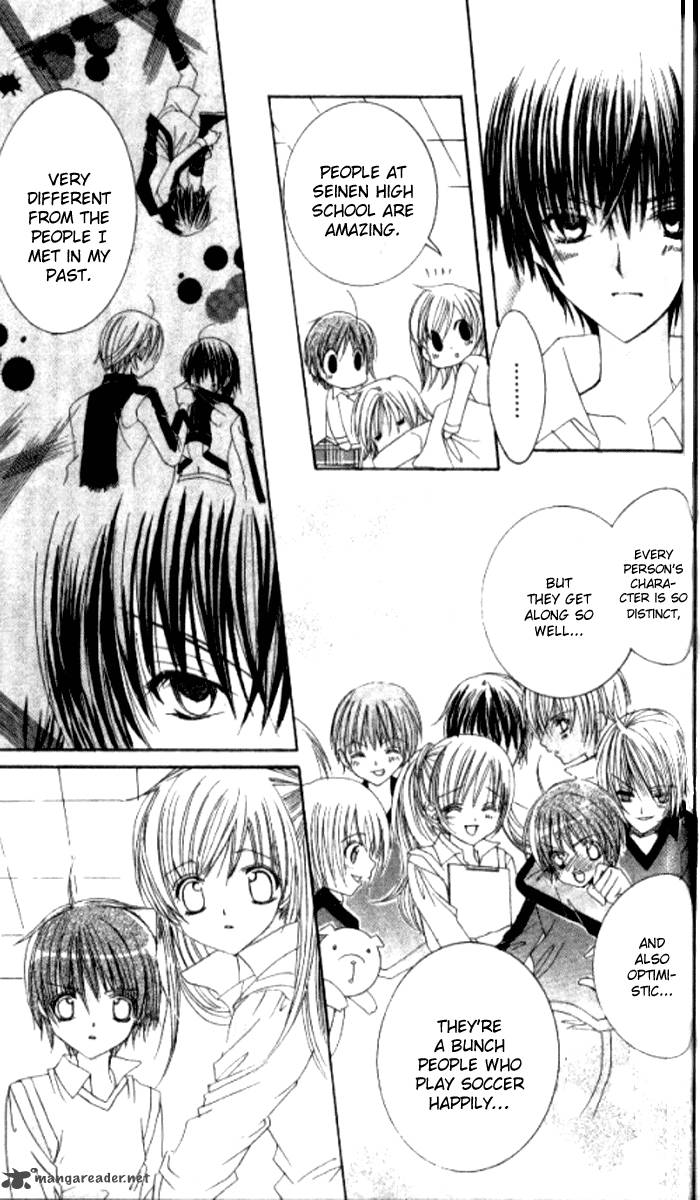 .......
PEOPLE AT
SEINEN HIGH
SCHOOL ARE
AMAZING.
VERY
DIFFERENT
FROM THE
PEOPLE I
MET IN MY
PAST.
EVERY
PERSON'S
CHARA-
CTER IS SO
DISTINCT,
BUT
THEY GET
ALONG SO
WELL...
AND
ALSO
OPTIMI-
STIC...
THEY'RE
A BUNCH
PEOPLE WHO
PLAY SOCCER
HAPPILY...
mangareader.net